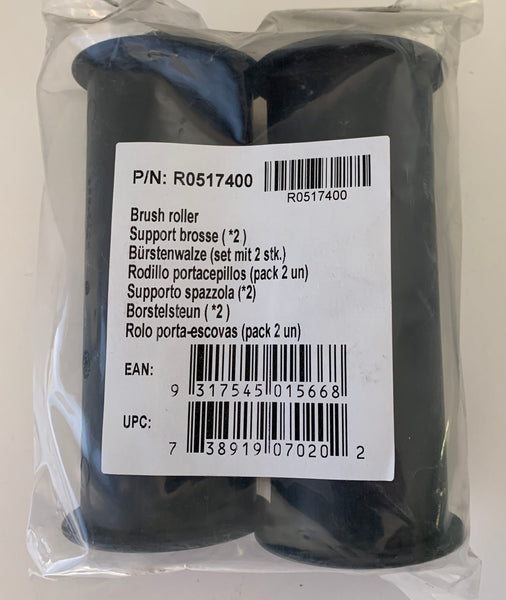 P/N: R0517400
R0517400
Brush roller
Support brosse ( *2 )
Bürstenwalze (set mit 2 stk.)
Rodillo portacepillos (pack 2 un)
Supporto spazzola (*2)
Borstelsteun ( *2 )
Rolo porta-escovas (pack 2 un)
EAN:
9 317545 015668
UPC:
7 38919 07020 2